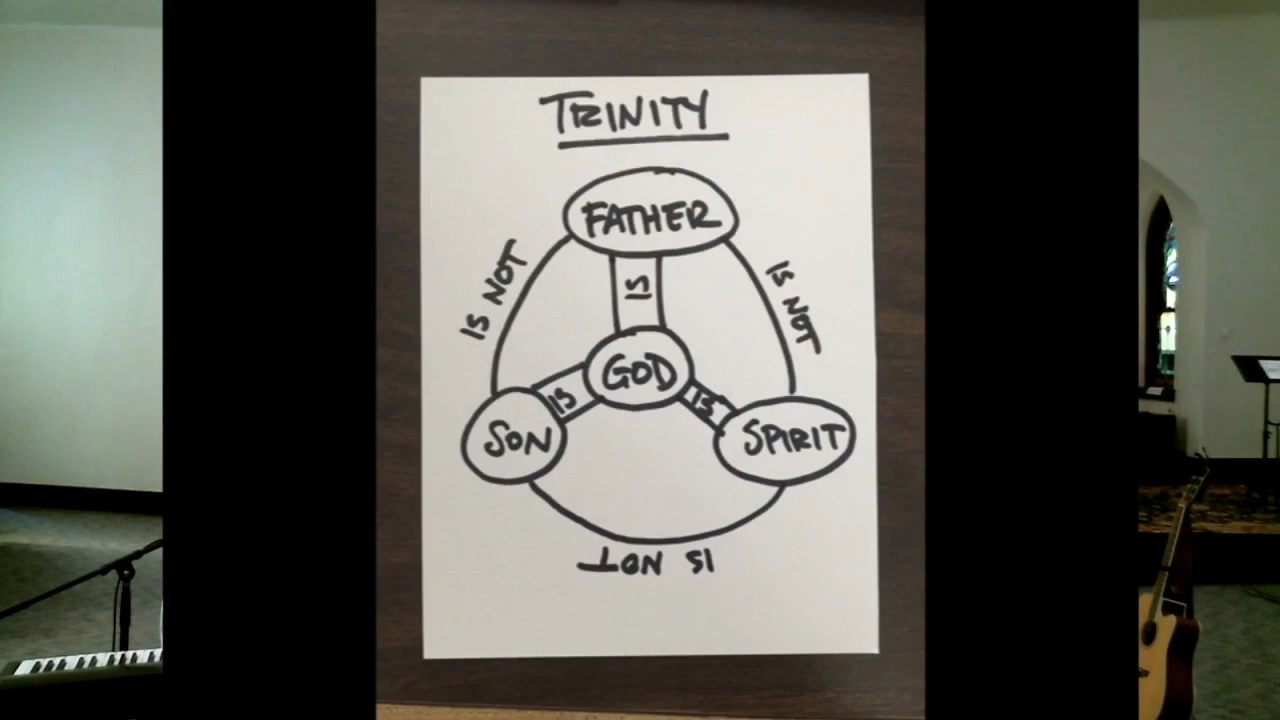 TRINITY
FATHER
IS NOT
IS NOT
IS
GOD
IS
IS
SON
SPIRIT
IS NOT